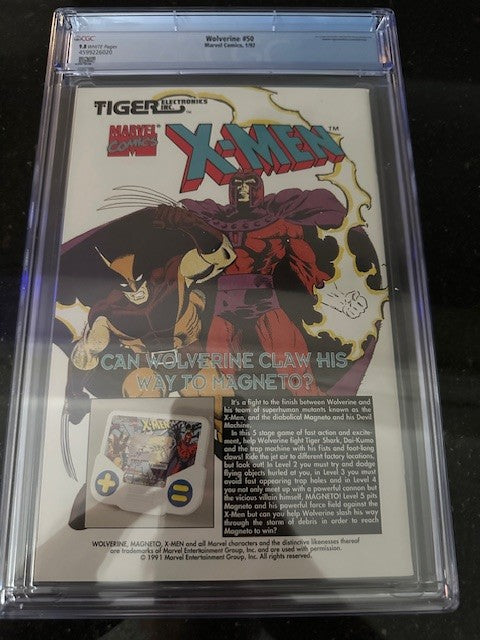 CGC
Wolverine #50
9.8 WHITE Pages
Marvel Comics, 1/92
4599226020
TIGER ELECTRONICS INC.™
MARVEL COMICS®
X-MEN™
CAN WOLVERINE CLAW HIS
WAY TO MAGNETO?
X-MEN
It's a fight to the finish between Wolverine and
his team of superhuman mutants known as the
X-Men, and the diabolical Magneto and his Devil
Machine.
In this 5 stage game of fast action and excite-
ment, help Wolverine fight Tiger Shark, Dai-Kumo
and the trap machine with his fists and foot-long
claws! Ride the jet air to different factory locations,
but look out! In Level 2 you must try and dodge
flying objects hurled at you, in Level 3 you must
avoid fast appearing trap holes and in Level 4
you not only meet up with a powerful cannon but
the vicious villain himself, MAGNETO! Level 5 pits
Magneto and his powerful force field against the
X-Men but can you help Wolverine slash his way
through the storm of debris in order to reach
Magneto to win?
WOLVERINE, MAGNETO, X-MEN and all Marvel characters and the distinctive likenesses thereof
are trademarks of Marvel Entertainment Group, Inc. and are used with permission.
© 1991 Marvel Entertainment Group, Inc. All rights reserved.